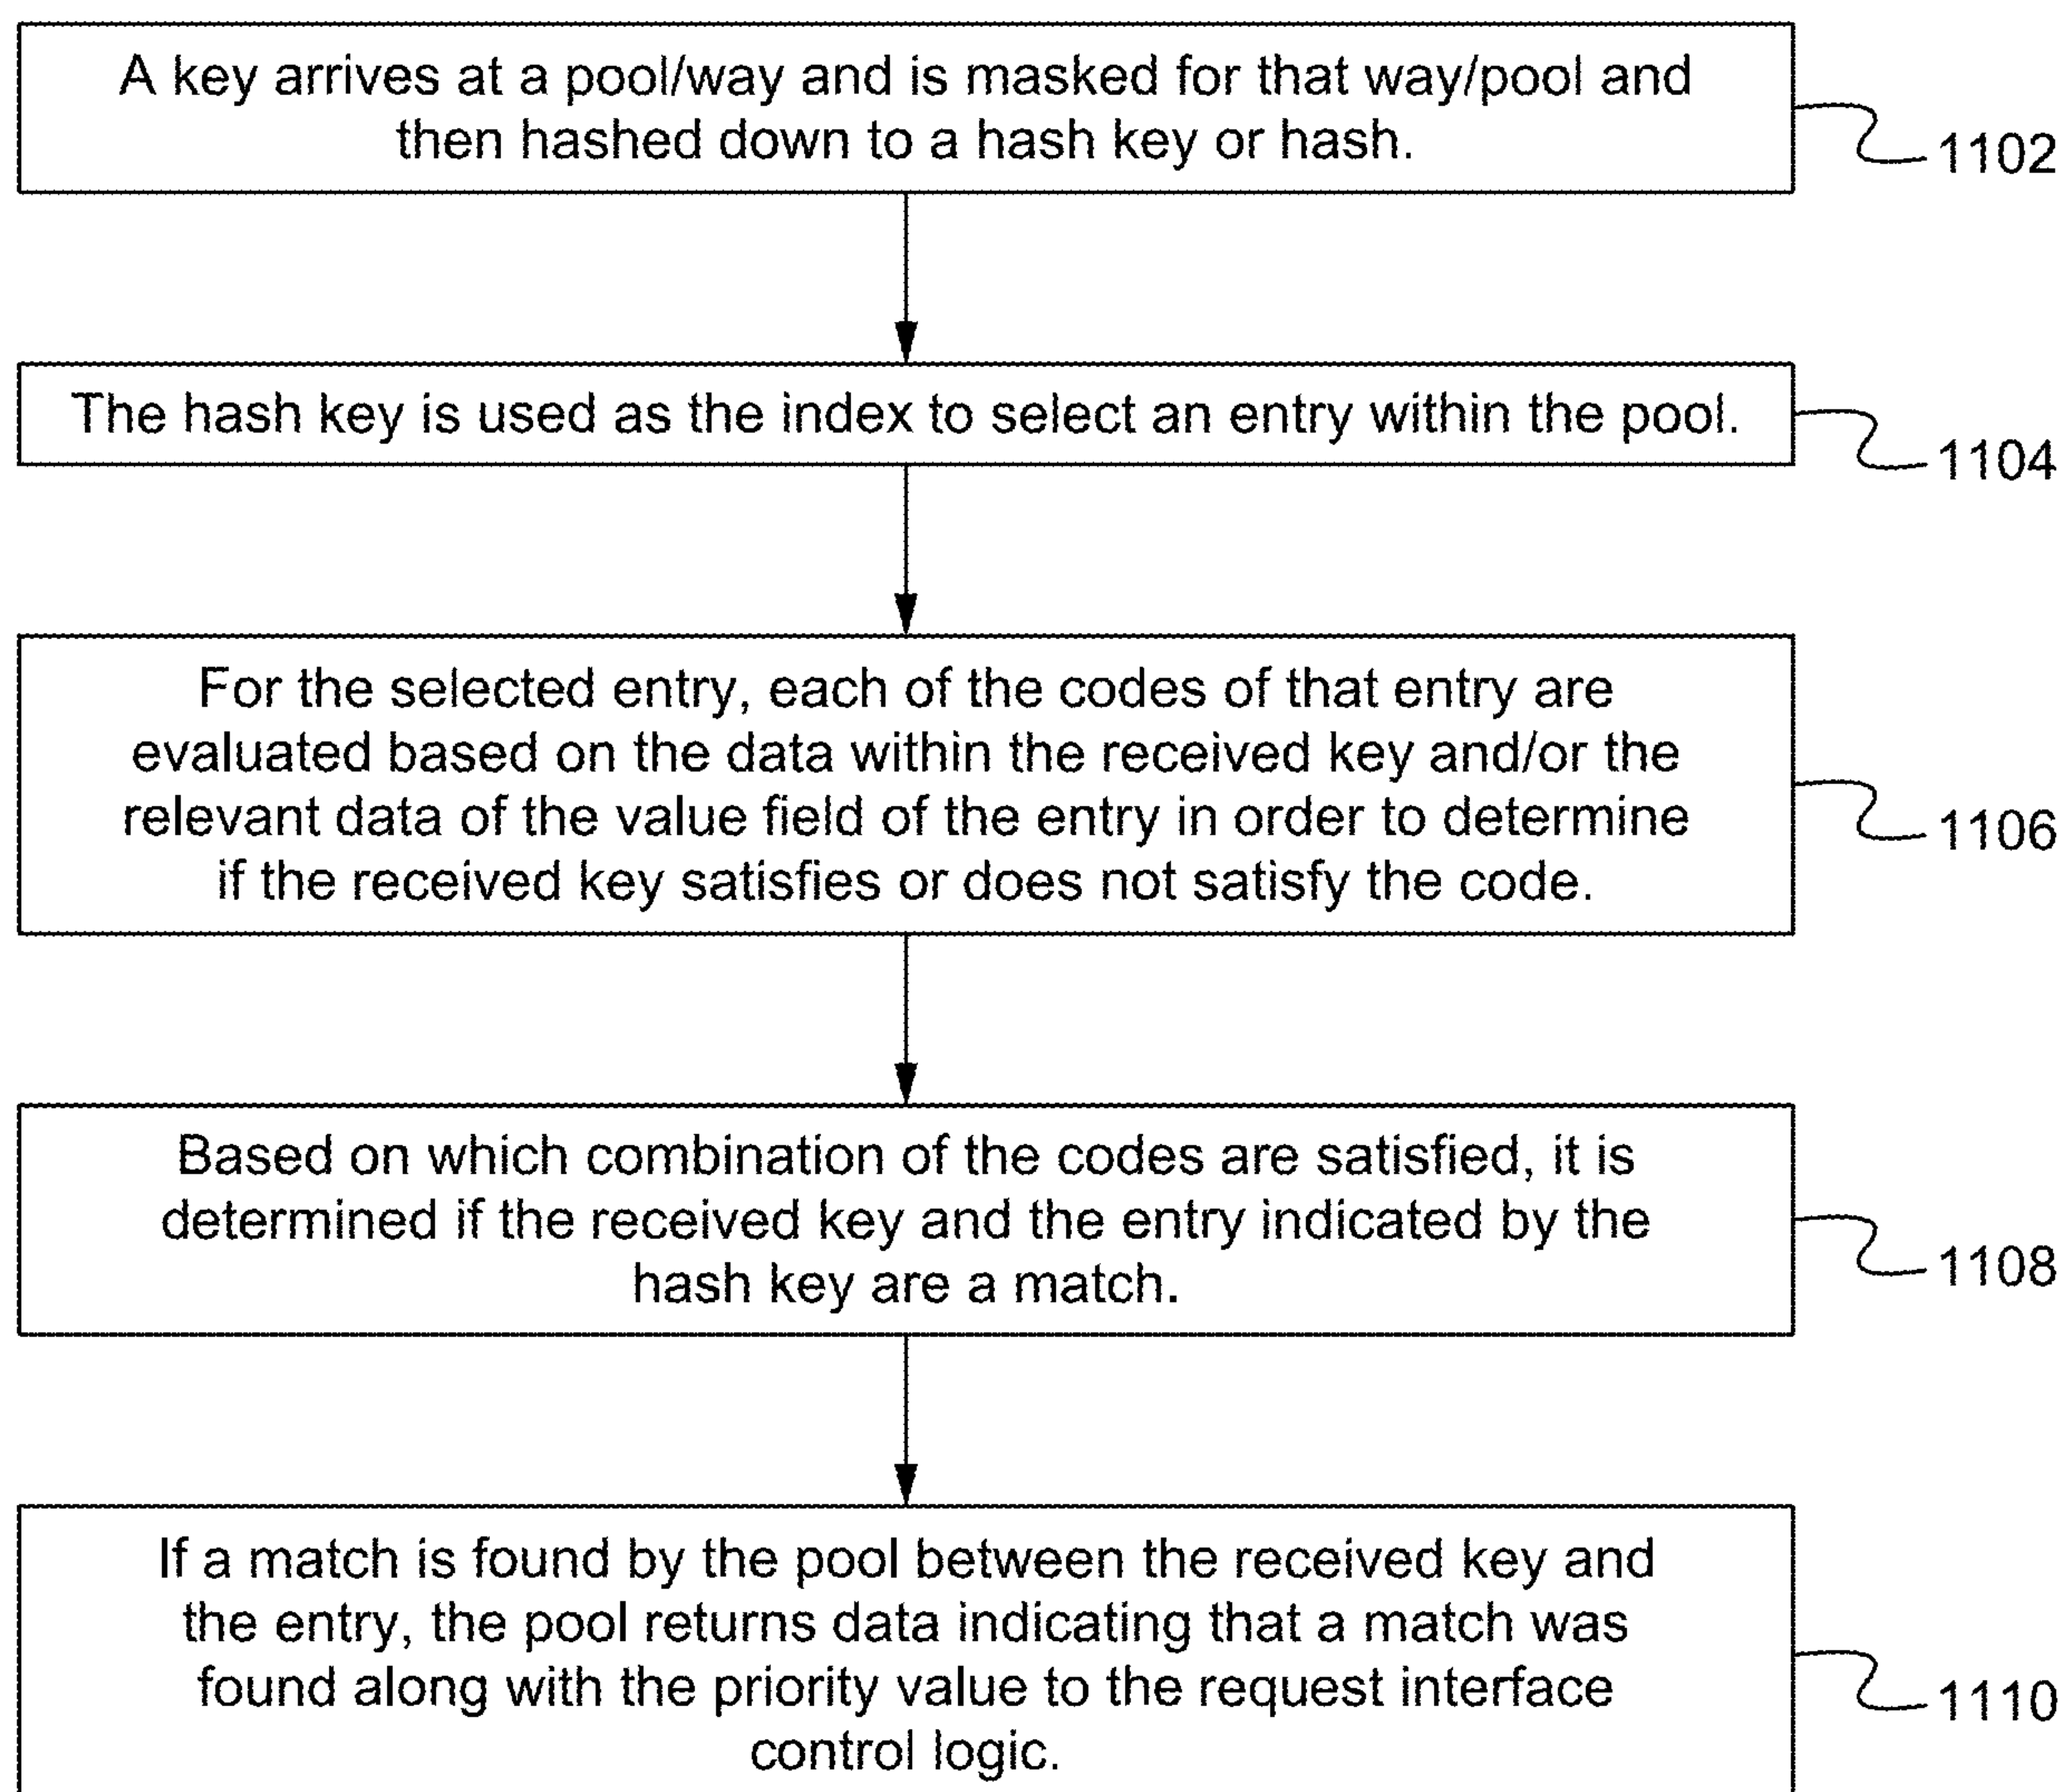 A key arrives at a pool/way and is masked for that way/pool and
then hashed down to a hash key or hash.
1102
The hash key is used as the index to select an entry within the pool.
1104
For the selected entry, each of the codes of that entry are
evaluated based on the data within the received key and/or the
relevant data of the value field of the entry in order to determine
if the received key satisfies or does not satisfy the code.
1106
Based on which combination of the codes are satisfied, it is
determined if the received key and the entry indicated by the
hash key are a match.
1108
If a match is found by the pool between the received key and
the entry, the pool returns data indicating that a match was
found along with the priority value to the request interface
control logic.
1110